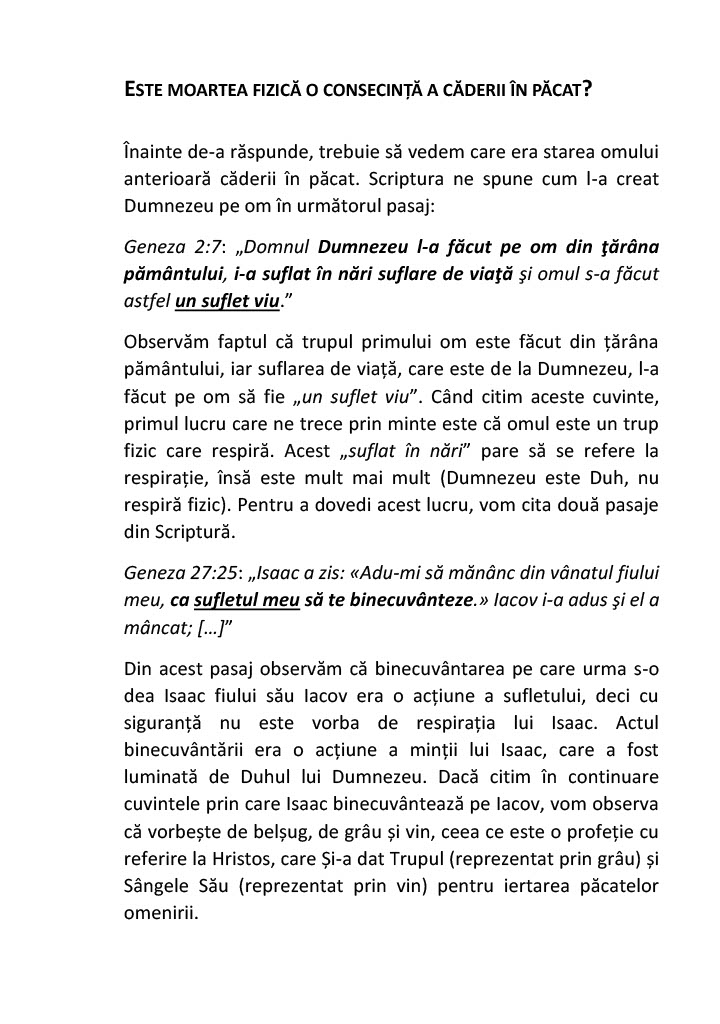 ESTE MOARTEA FIZICĂ O CONSECINȚĂ A CĂDERII ÎN PĂCAT?
Înainte de-a răspunde, trebuie să vedem care era starea omului
anterioară căderii în păcat. Scriptura ne spune cum l-a creat
Dumnezeu pe om în următorul pasaj:
Geneza 2:7: „Domnul Dumnezeu l-a făcut pe om din ţărâna
pământului, i-a suflat în nări suflare de viaţă şi omul s-a făcut
astfel un suflet viu.”
Observăm faptul că trupul primului om este făcut din țărâna
pământului, iar suflarea de viață, care este de la Dumnezeu, l-a
făcut pe om să fie „un suflet viu”. Când citim aceste cuvinte,
primul lucru care ne trece prin minte este că omul este un trup
fizic care respiră. Acest „suflat în nări” pare să se refere la
respirație, însă este mult mai mult (Dumnezeu este Duh, nu
respiră fizic). Pentru a dovedi acest lucru, vom cita două pasaje
din Scriptură.
Geneza 27:25: „Isaac a zis: «Adu-mi să mănânc din vânatul fiului
meu, ca sufletul meu să te binecuvânteze.» Iacov i-a adus şi el a
mâncat; […]”
Din acest pasaj observăm că binecuvântarea pe care urma s-o
dea Isaac fiului său Iacov era o acțiune a sufletului, deci cu
siguranță nu este vorba de respirația lui Isaac. Actul
binecuvântării era o acțiune a minții lui Isaac, care a fost
luminată de Duhul lui Dumnezeu. Dacă citim în continuare
cuvintele prin care Isaac binecuvântează pe Iacov, vom observa
că vorbește de belșug, de grâu și vin, ceea ce este o profeție cu
referire la Hristos, care Și-a dat Trupul (reprezentat prin grâu) și
Sângele Său (reprezentat prin vin) pentru iertarea păcatelor
omenirii.